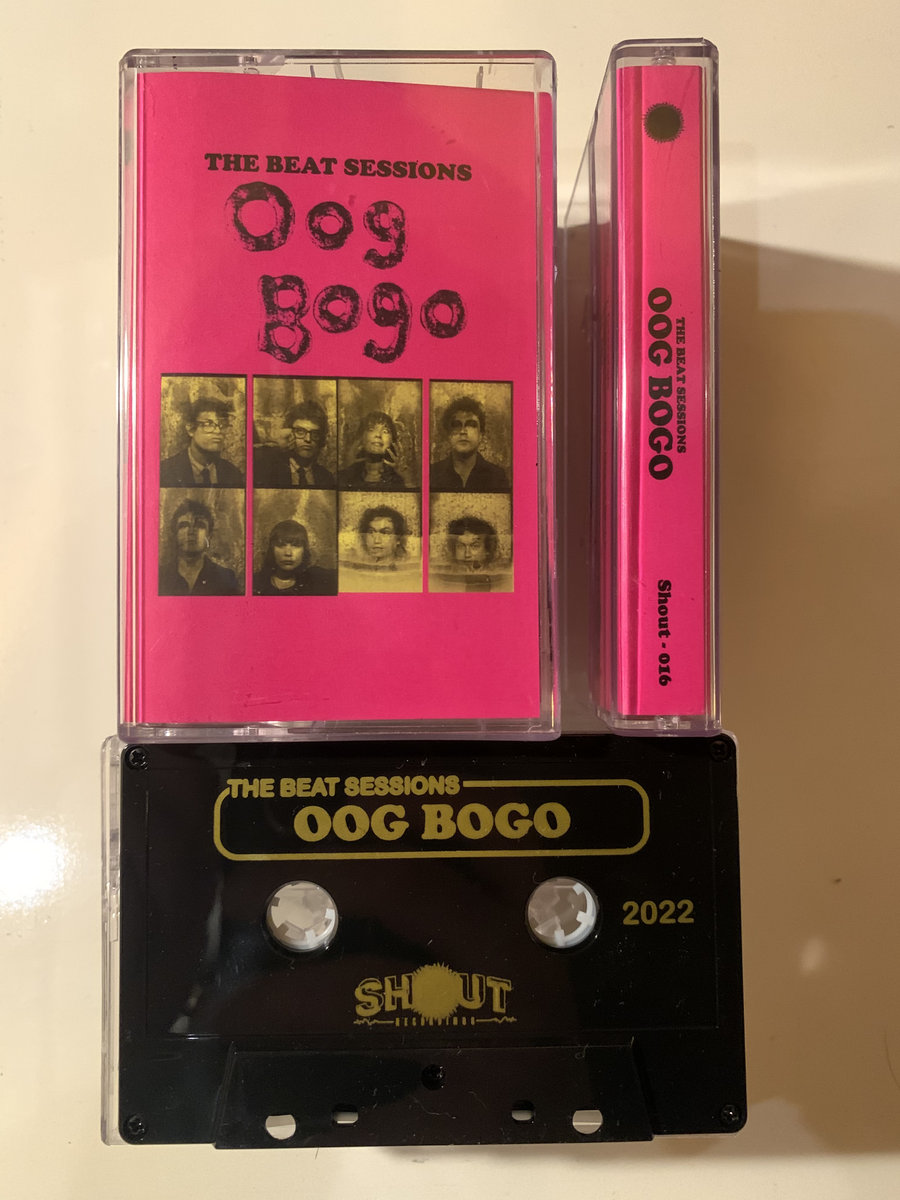 THE BEAT SESSIONS
Oog
Bogo
THE BEAT SESSIONS
OOG BOGO
Shout - 016
THE BEAT SESSIONS
OOG BOGO
2022
SHOUT
RECORDINGS